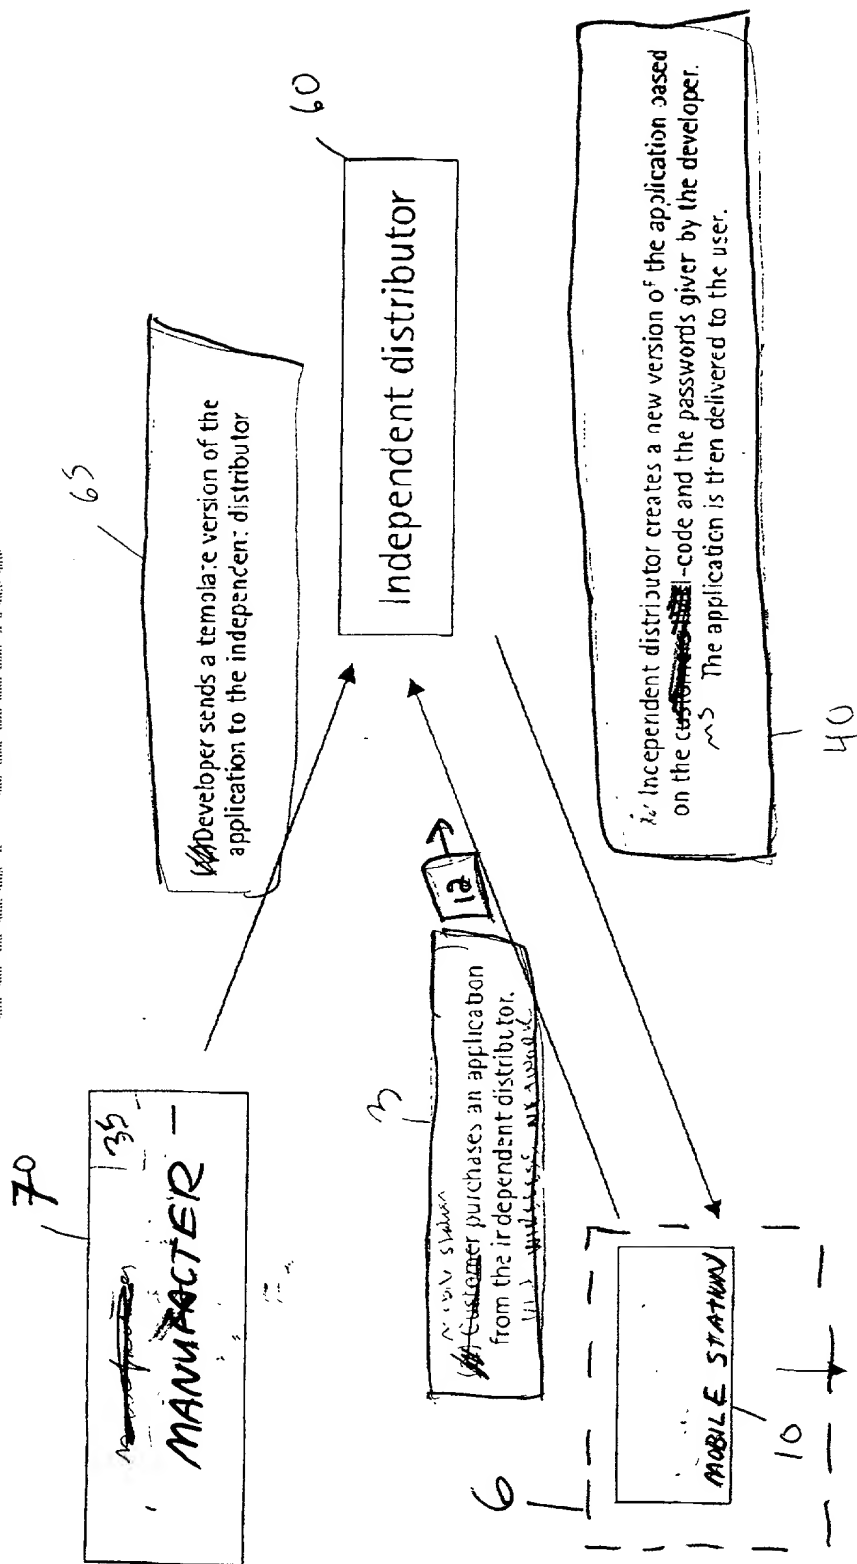 70
35
MANUFACTER
65
Developer sends a template version of the
application to the independent distributor
60
Independent distributor
3
Customer purchases an application
from the independent distributor.
12
6
MOBILE STATION
10
Independent distributor creates a new version of the application based
on the -code and the passwords given by the developer.
The application is then delivered to the user.
40